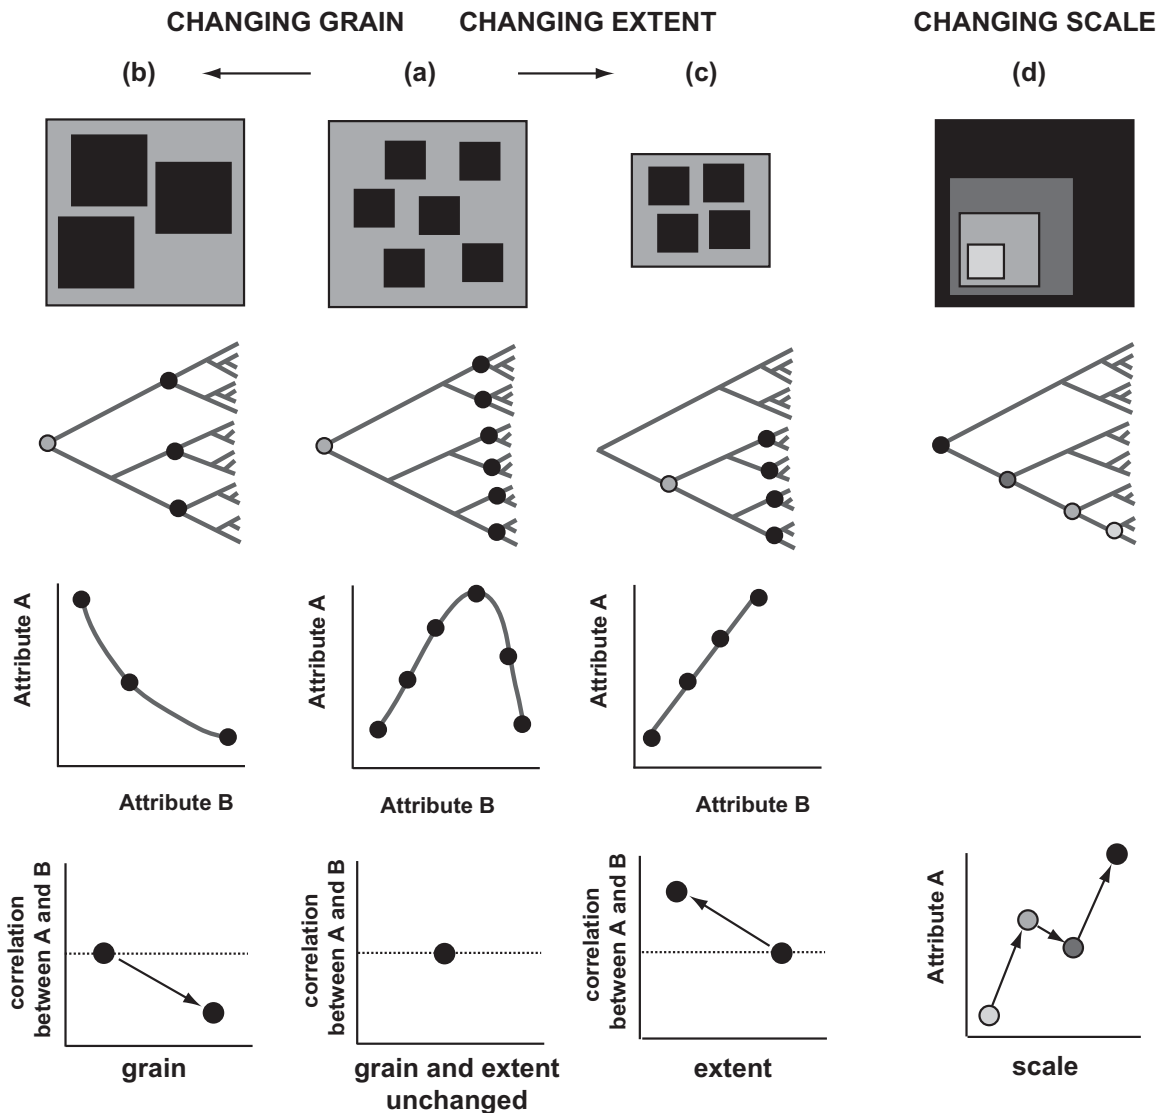 CHANGING GRAIN
CHANGING EXTENT
CHANGING SCALE
(b)
(a)
(c)
(d)
Attribute A
Attribute B
Attribute A
Attribute B
Attribute A
Attribute B
correlation
between A and B
grain
correlation
between A and B
grain and extent
unchanged
correlation
between A and B
extent
Attribute A
scale